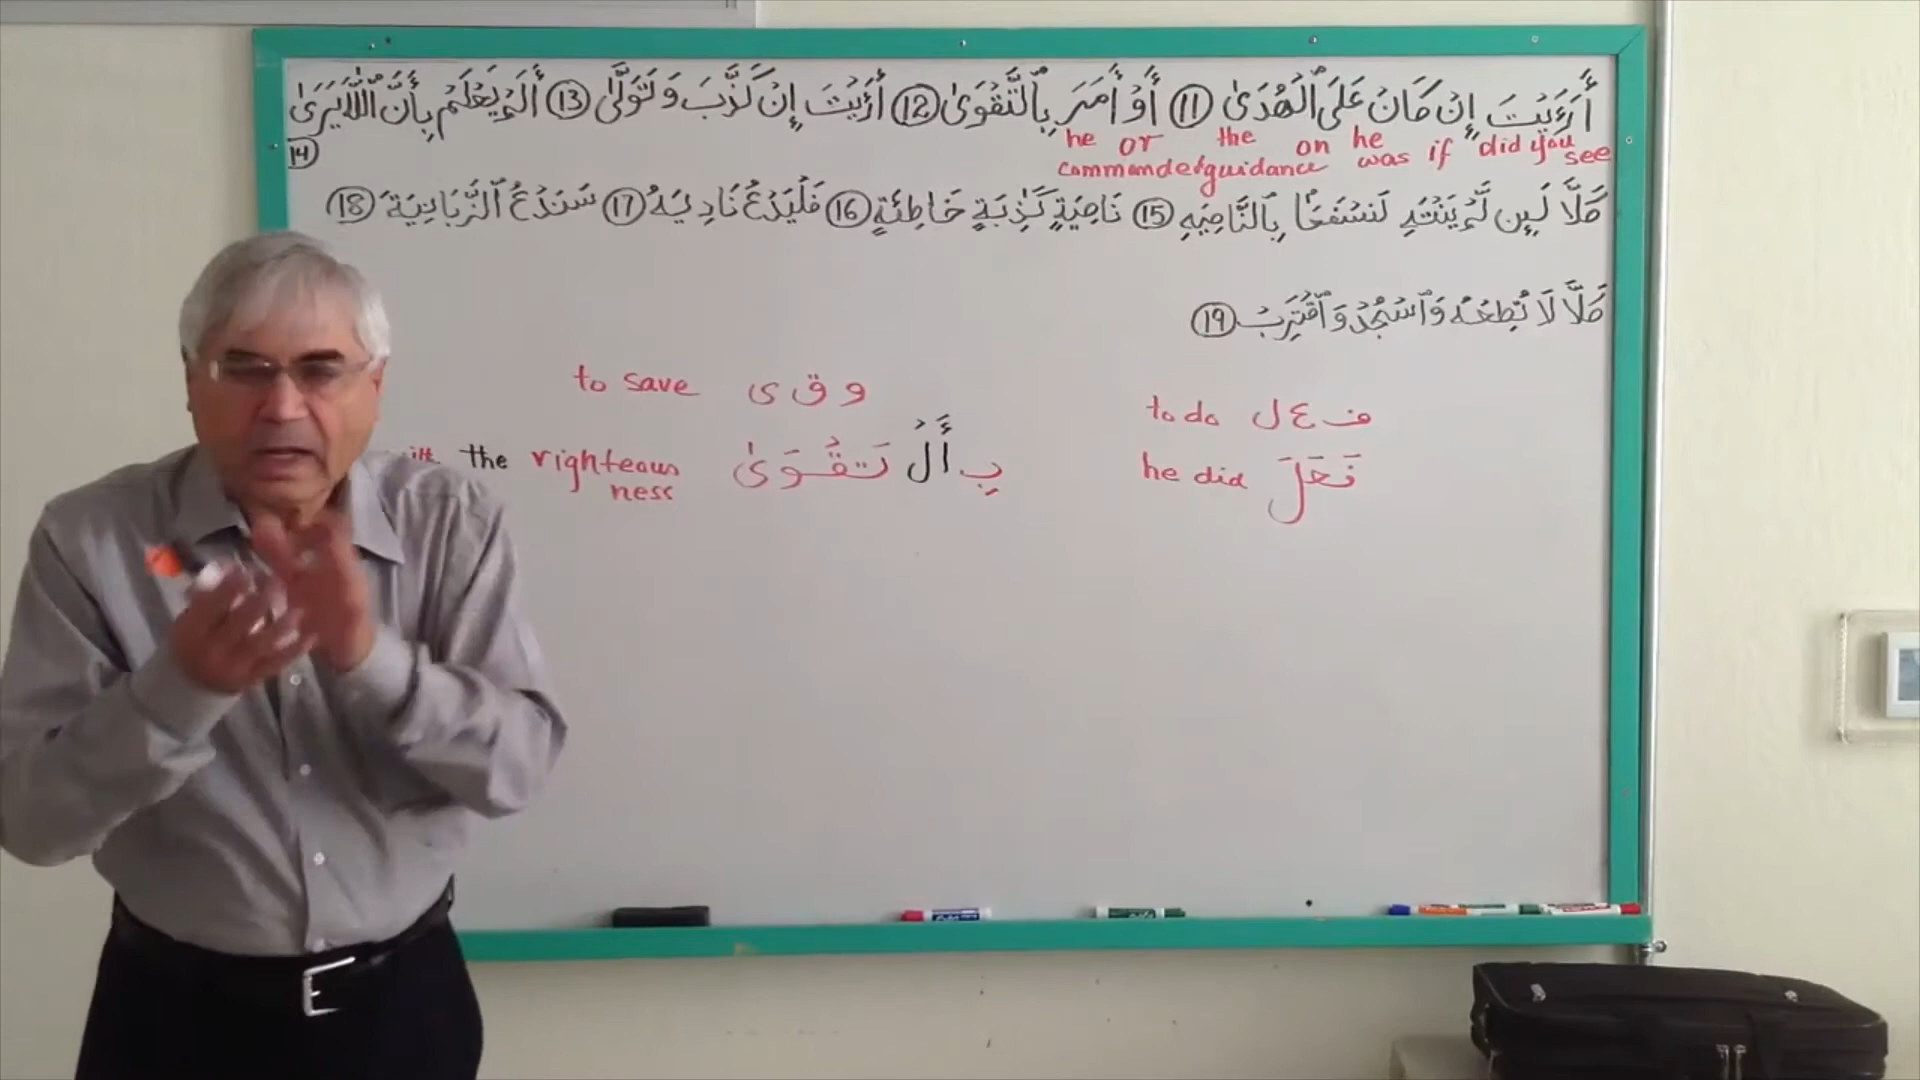 أَرَءَيْتَ إِن كَانَ عَلَى ٱلْهُدَىٰ ⑪ أَوْ أَمَرَ بِٱلتَّقْوَىٰ ⑫ أَرَءَيْتَ إِن كَذَّبَ وَتَوَلَّىٰ ⑬ أَلَمْ يَعْلَم بِأَنَّ ٱللَّهَ يَرَىٰ
⑭
he or the on he was if "did you see
commanded guidance
كَلَّا لَئِن لَّمْ يَنتَهِ لَنَسْفَعًۢا بِٱلنَّاصِيَةِ ⑮ نَاصِيَةٍ كَٰذِبَةٍ خَاطِئَةٍ ⑯ فَلْيَدْعُ نَادِيَهُۥ ⑰ سَنَدْعُ ٱلزَّبَانِيَةَ ⑱
كَلَّا لَا تُطِعْهُ وَٱسْجُدْ وَٱقْتَرِب ⑲
to save و ق ى
to do ف ع ل
the righteous بِ أَلْ تَقْوَىٰ
ness
he did فَعَلَ